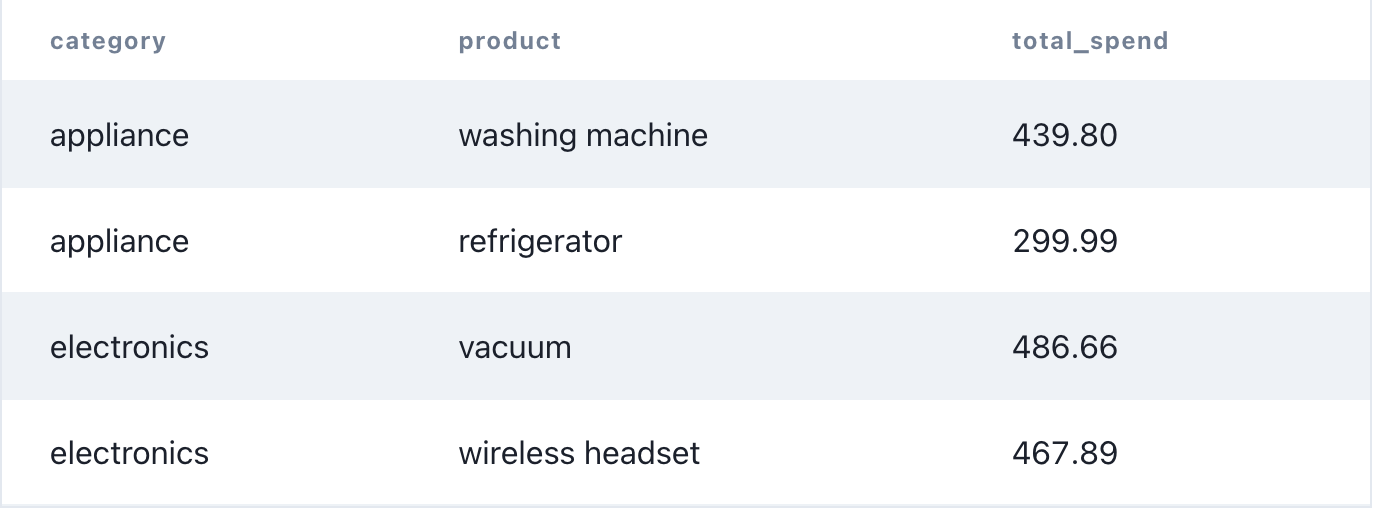 category product total_spend
appliance washing machine 439.80
appliance refrigerator 299.99
electronics vacuum 486.66
electronics wireless headset 467.89